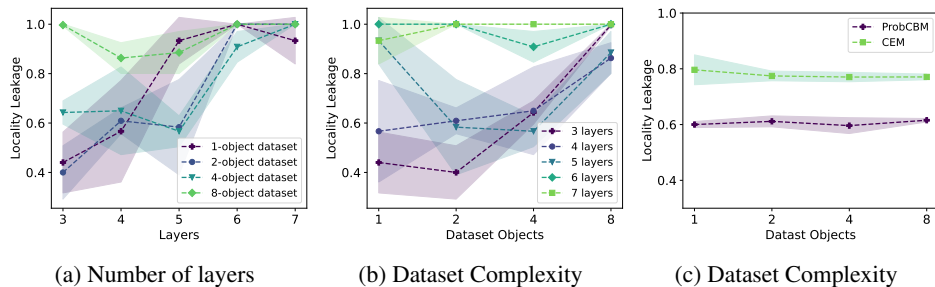 Locality Leakage
1.0
0.8
0.6
0.4
3
4
5
6
7
Layers
1-object dataset
2-object dataset
4-object dataset
8-object dataset
(a) Number of layers
Locality Leakage
1.0
0.8
0.6
0.4
1
2
4
8
Dataset Objects
3 layers
4 layers
5 layers
6 layers
7 layers
(b) Dataset Complexity
Locality Leakage
1.0
0.8
0.6
0.4
1
2
4
8
Datast Objects
ProbCBM
CEM
(c) Dataset Complexity